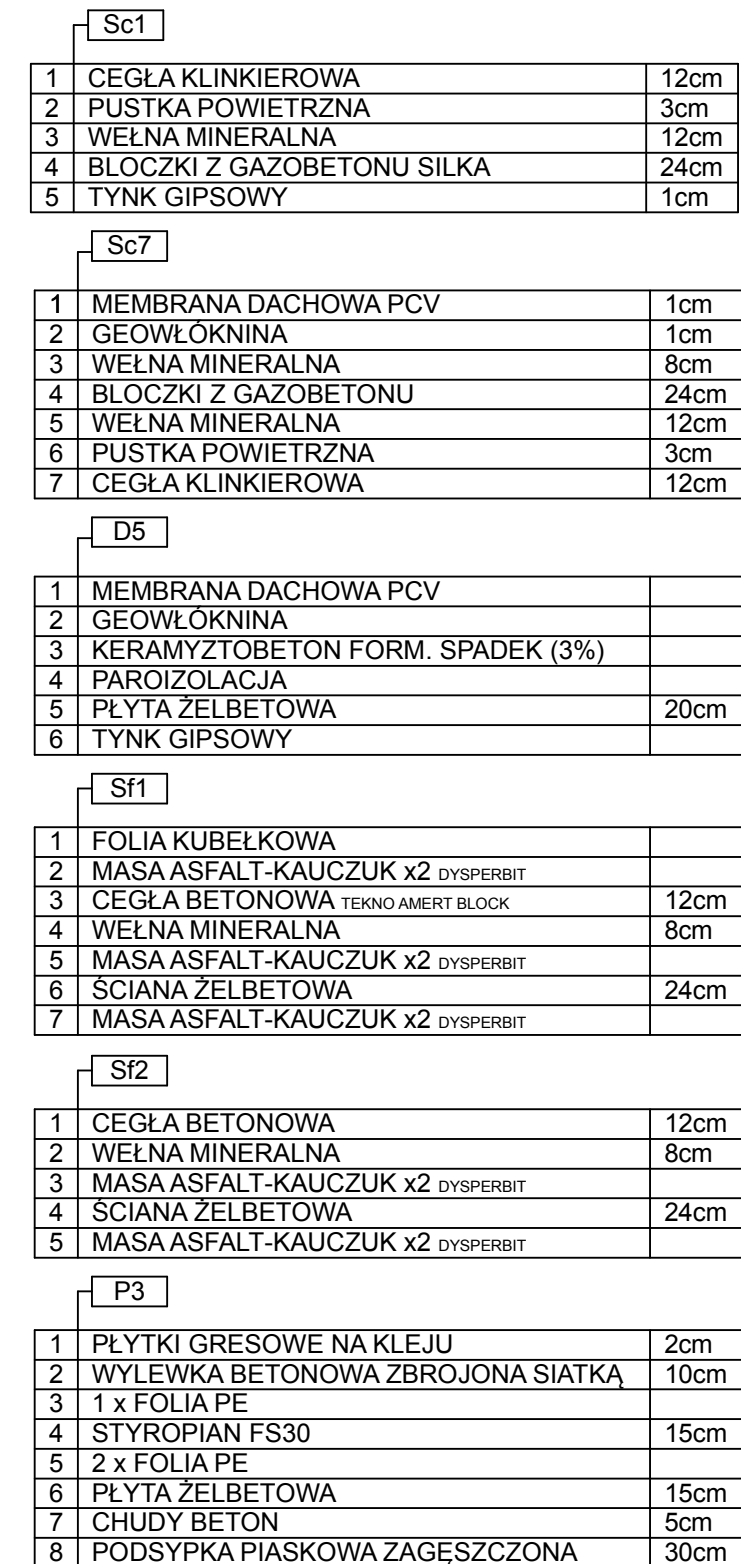 Sc1
1 CEGŁA KLINKIEROWA 12cm
2 PUSTKA POWIETRZNA 3cm
3 WEŁNA MINERALNA 12cm
4 BLOCZKI Z GAZOBETONU SILKA 24cm
5 TYNK GIPSOWY 1cm
Sc7
1 MEMBRANA DACHOWA PCV 1cm
2 GEOWŁÓKNINA 1cm
3 WEŁNA MINERALNA 8cm
4 BLOCZKI Z GAZOBETONU 24cm
5 WEŁNA MINERALNA 12cm
6 PUSTKA POWIETRZNA 3cm
7 CEGŁA KLINKIEROWA 12cm
D5
1 MEMBRANA DACHOWA PCV
2 GEOWŁÓKNINA
3 KERAMYZTOBETON FORM. SPADEK (3%)
4 PAROIZOLACJA
5 PŁYTA ŻELBETOWA 20cm
6 TYNK GIPSOWY
Sf1
1 FOLIA KUBEŁKOWA
2 MASA ASFALT-KAUCZUK x2 DYSPERBIT
3 CEGŁA BETONOWA TEKNO AMERT BLOCK 12cm
4 WEŁNA MINERALNA 8cm
5 MASA ASFALT-KAUCZUK x2 DYSPERBIT
6 ŚCIANA ŻELBETOWA 24cm
7 MASA ASFALT-KAUCZUK x2 DYSPERBIT
Sf2
1 CEGŁA BETONOWA 12cm
2 WEŁNA MINERALNA 8cm
3 MASA ASFALT-KAUCZUK x2 DYSPERBIT
4 ŚCIANA ŻELBETOWA 24cm
5 MASA ASFALT-KAUCZUK x2 DYSPERBIT
P3
1 PŁYTKI GRESOWE NA KLEJU 2cm
2 WYLEWKA BETONOWA ZBROJONA SIATKĄ 10cm
3 1 x FOLIA PE
4 STYROPIAN FS30 15cm
5 2 x FOLIA PE
6 PŁYTA ŻELBETOWA 15cm
7 CHUDY BETON 5cm
8 PODSYPKA PIASKOWA ZAGĘSZCZONA 30cm